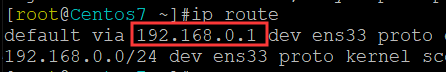 [root@Centos7 ~]#ip route
default via 192.168.0.1 dev ens33 proto
192.168.0.0/24 dev ens33 proto kernel